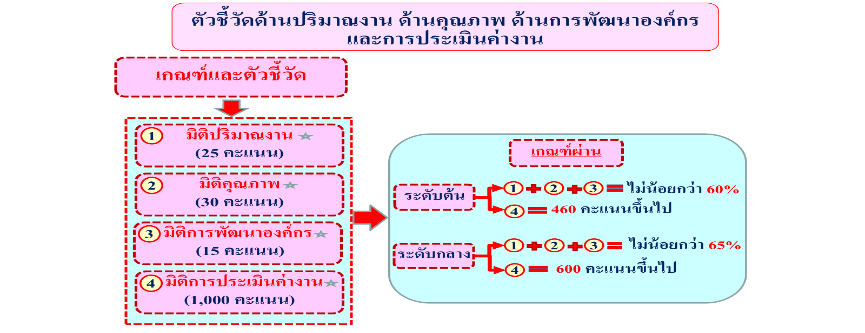 ตัวชี้วัดด้านปริมาณงาน ด้านคุณภาพ ด้านการพัฒนาองค์กร
และการประเมินค่างาน
เกณฑ์และตัวชี้วัด
1 มิติปริมาณงาน
(25 คะแนน)
2 มิติคุณภาพ
(30 คะแนน)
3 มิติการพัฒนาองค์กร
(15 คะแนน)
4 มิติการประเมินค่างาน
(1,000 คะแนน)
เกณฑ์ผ่าน
ระดับต้น
1 + 2 + 3 = ไม่น้อยกว่า 60%
4 = 460 คะแนนขึ้นไป
ระดับกลาง
1 + 2 + 3 = ไม่น้อยกว่า 65%
4 = 600 คะแนนขึ้นไป